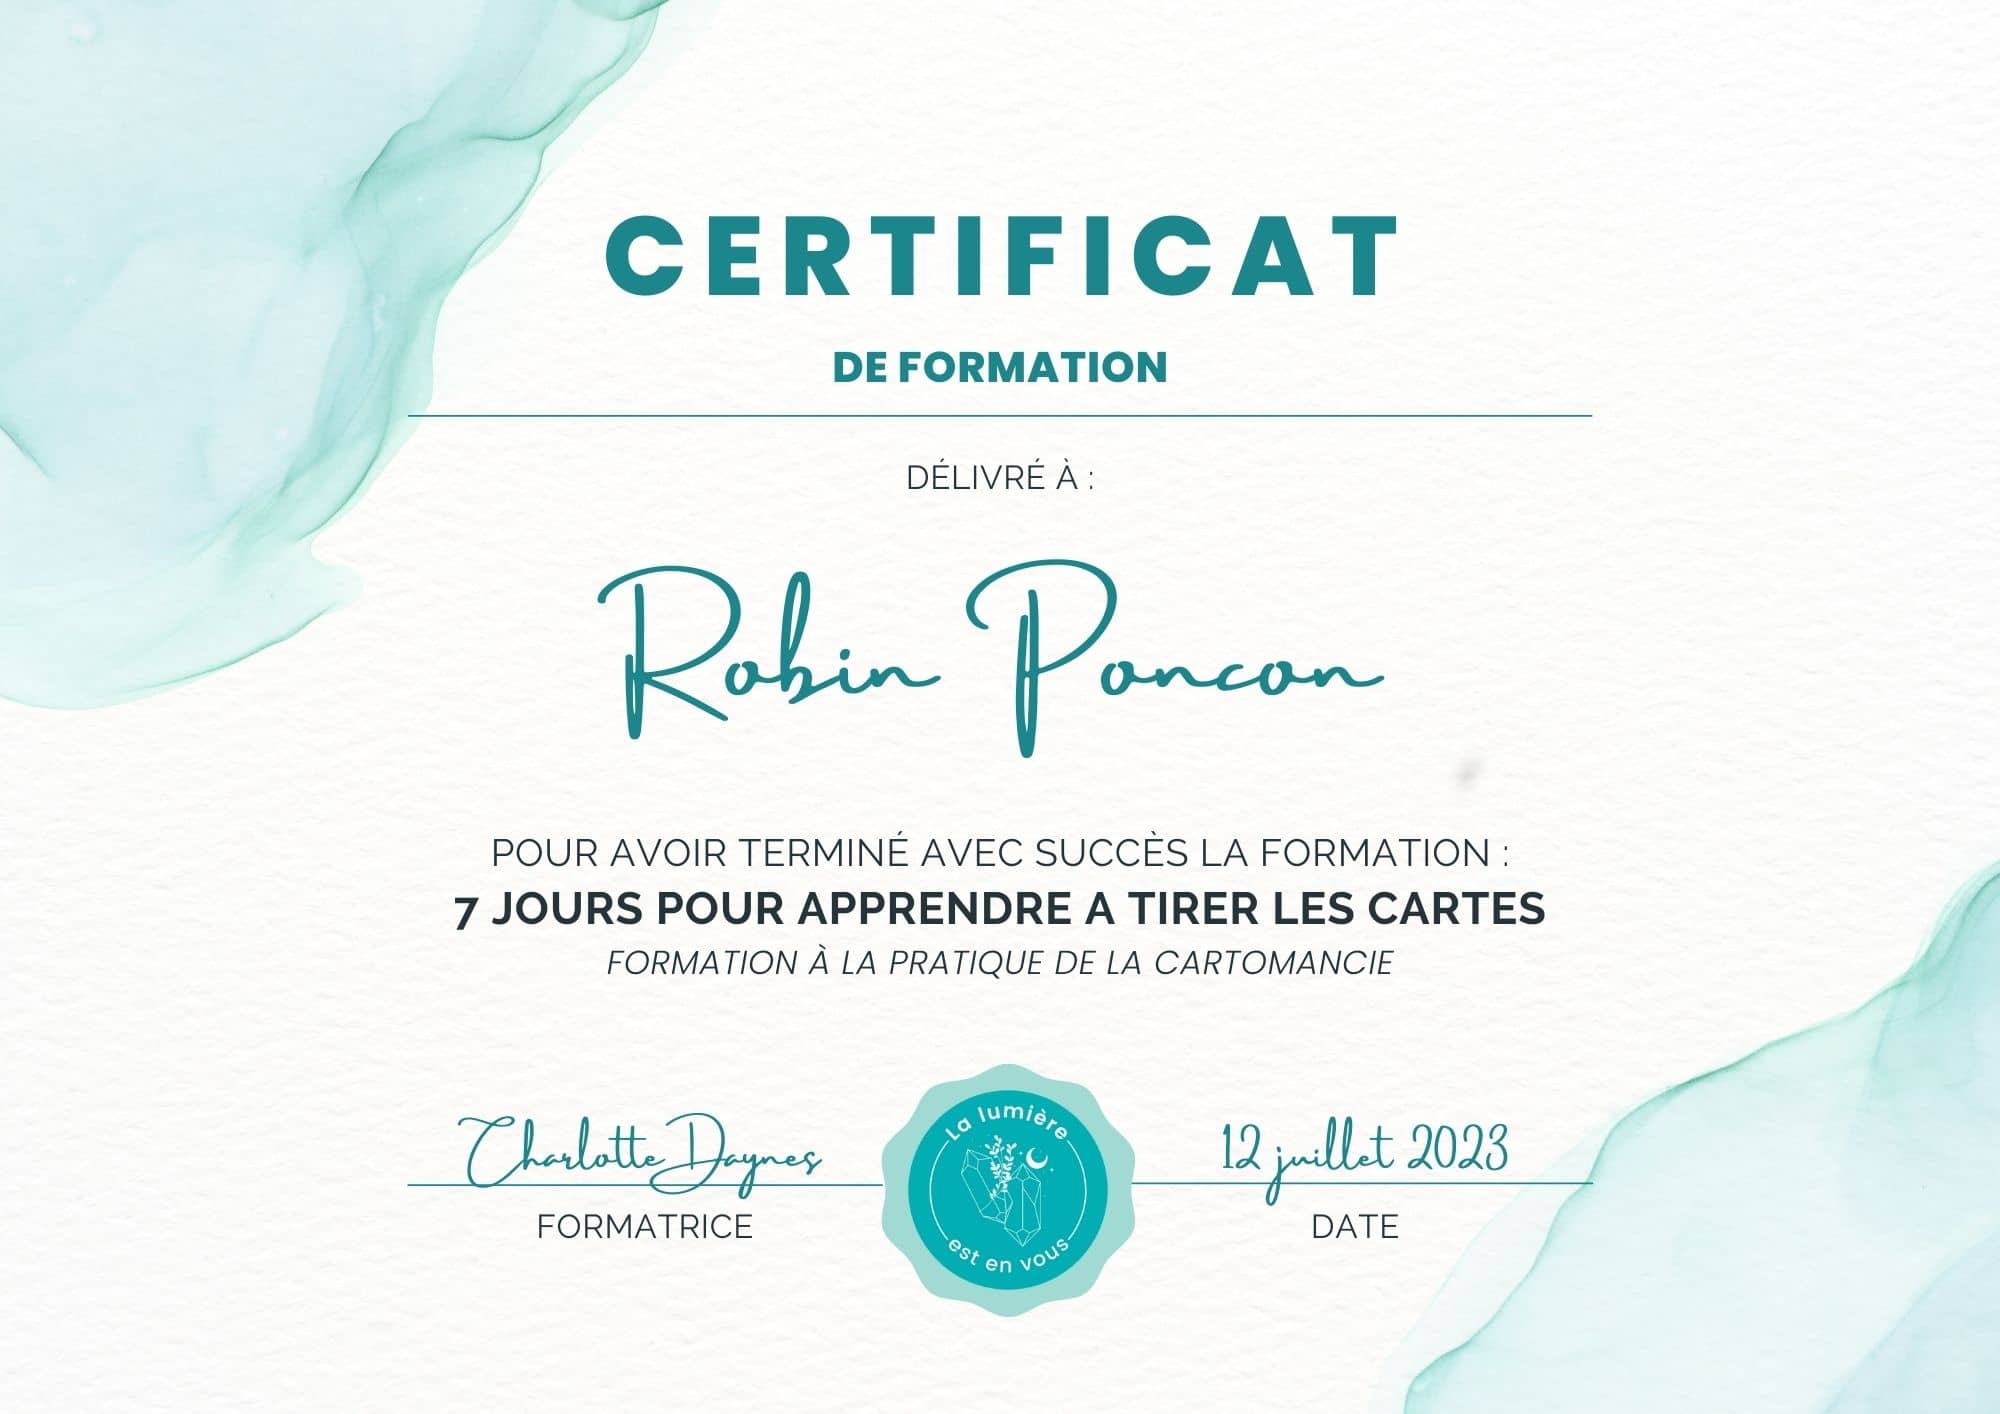 CERTIFICAT
DE FORMATION
DÉLIVRÉ À :
Robin Poncon
POUR AVOIR TERMINÉ AVEC SUCCÈS LA FORMATION :
7 JOURS POUR APPRENDRE A TIRER LES CARTES
FORMATION À LA PRATIQUE DE LA CARTOMANCIE
Charlotte Daynes
FORMATRICE
La lumière
est en vous
12 juillet 2023
DATE